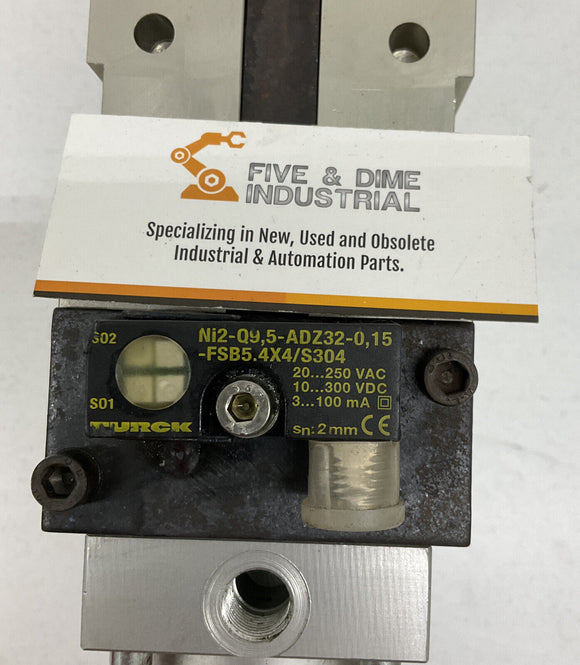 FIVE & DIME
INDUSTRIAL
Specializing in New, Used and Obsolete
Industrial & Automation Parts.
S02
Ni2-Q9,5-ADZ32-0,15
-FSB5.4X4/S304
20...250 VAC
10...300 VDC
3...100 mA
S01
TURCK
sn: 2mm CE